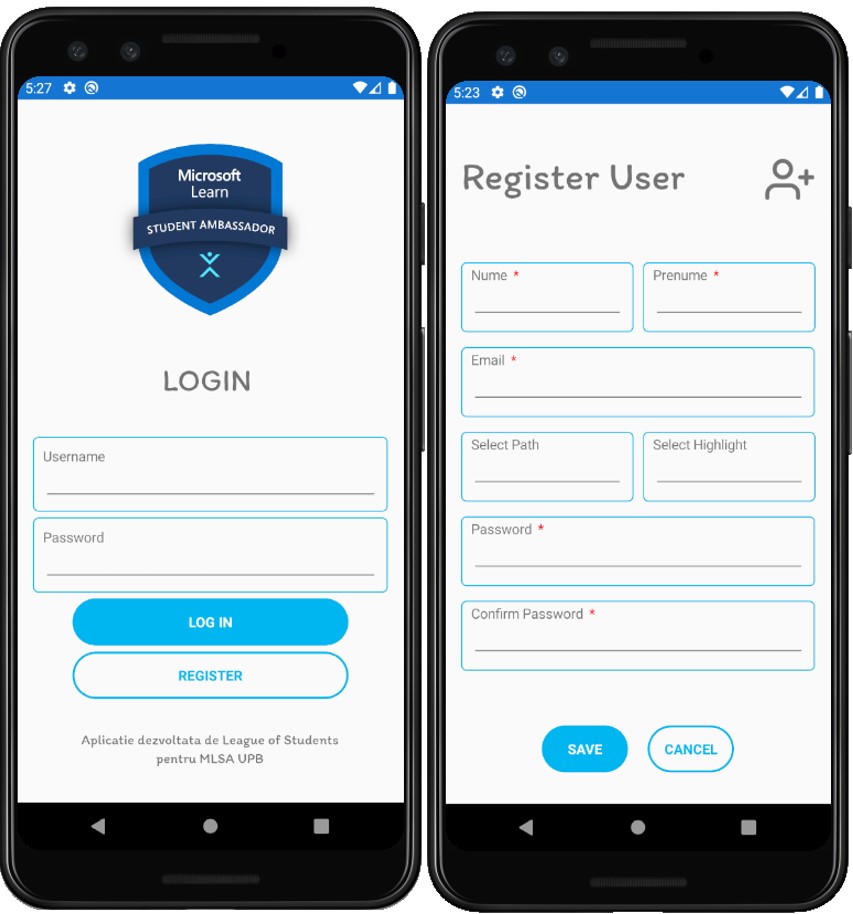 5:27
Microsoft
Learn
STUDENT AMBASSADOR
LOGIN
Username
Password
LOG IN
REGISTER
Aplicatie dezvoltata de League of Students
pentru MLSA UPB
5:23
Register User
Nume *
Prenume *
Email *
Select Path
Select Highlight
Password *
Confirm Password *
SAVE
CANCEL